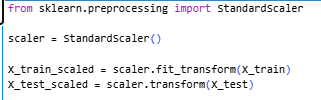 from sklearn.preprocessing import StandardScaler
scaler = StandardScaler()
X_train_scaled = scaler.fit_transform(X_train)
X_test_scaled = scaler.transform(X_test)